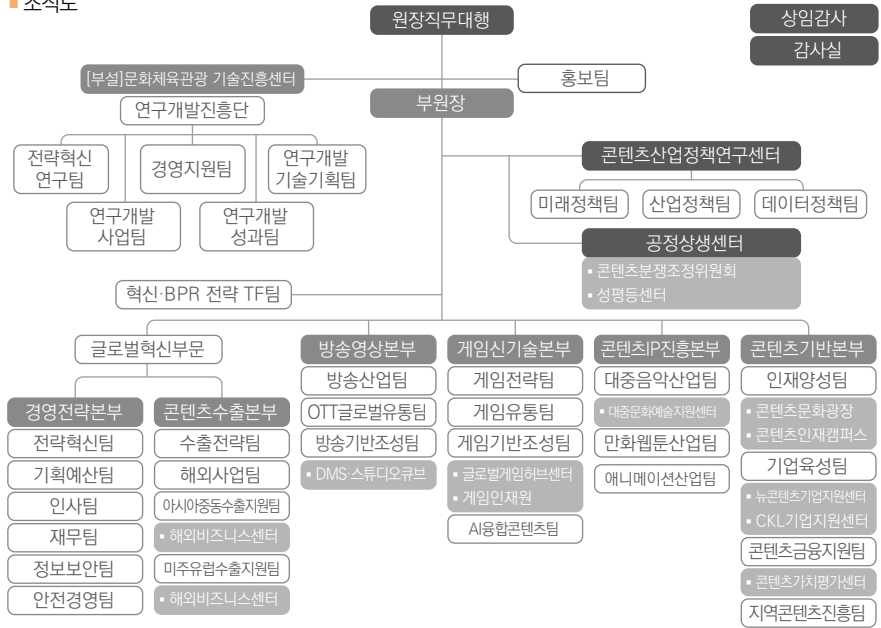 조직도
원장직무대행
상임감사
감사실
[부설]문화체육관광 기술진흥센터
홍보팀
부원장
연구개발진흥단
전략혁신
연구팀
경영지원팀
연구개발
기술기획팀
연구개발
사업팀
연구개발
성과팀
콘텐츠산업정책연구센터
미래정책팀
산업정책팀
데이터정책팀
공정상생센터
▪ 콘텐츠분쟁조정위원회
▪ 성평등센터
혁신·BPR 전략 TF팀
글로벌혁신부문
경영전략본부
전략혁신팀
기획예산팀
인사팀
재무팀
정보보안팀
안전경영팀
콘텐츠수출본부
수출전략팀
해외사업팀
아시아중동수출지원팀
▪ 해외비즈니스센터
미주유럽수출지원팀
▪ 해외비즈니스센터
방송영상본부
방송산업팀
OTT글로벌유통팀
방송기반조성팀
▪ DMS·스튜디오큐브
게임신기술본부
게임전략팀
게임유통팀
게임기반조성팀
▪ 글로벌게임허브센터
▪ 게임인재원
AI융합콘텐츠팀
콘텐츠IP진흥본부
대중음악산업팀
▪ 대중문화예술지원센터
만화웹툰산업팀
애니메이션산업팀
콘텐츠기반본부
인재양성팀
▪ 콘텐츠문화광장
▪ 콘텐츠인재캠퍼스
기업육성팀
▪ 뉴콘텐츠기업지원센터
▪ CKL기업지원센터
콘텐츠금융지원팀
▪ 콘텐츠가치평가센터
지역콘텐츠진흥팀